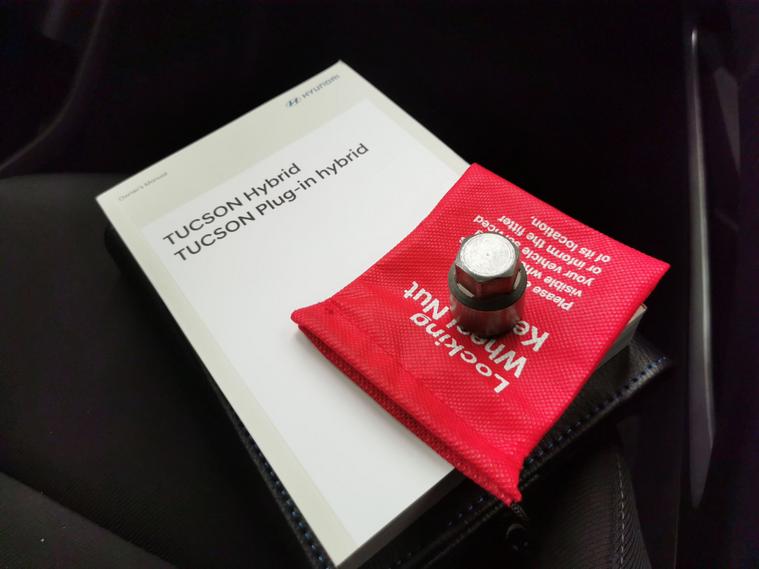 HYUNDAI
Owner's Manual
TUCSON Hybrid
TUCSON Plug-in hybrid
Locking
Wheel Nut
Ke
Please
visible
your vehicle
or inform the fitter
of its location.